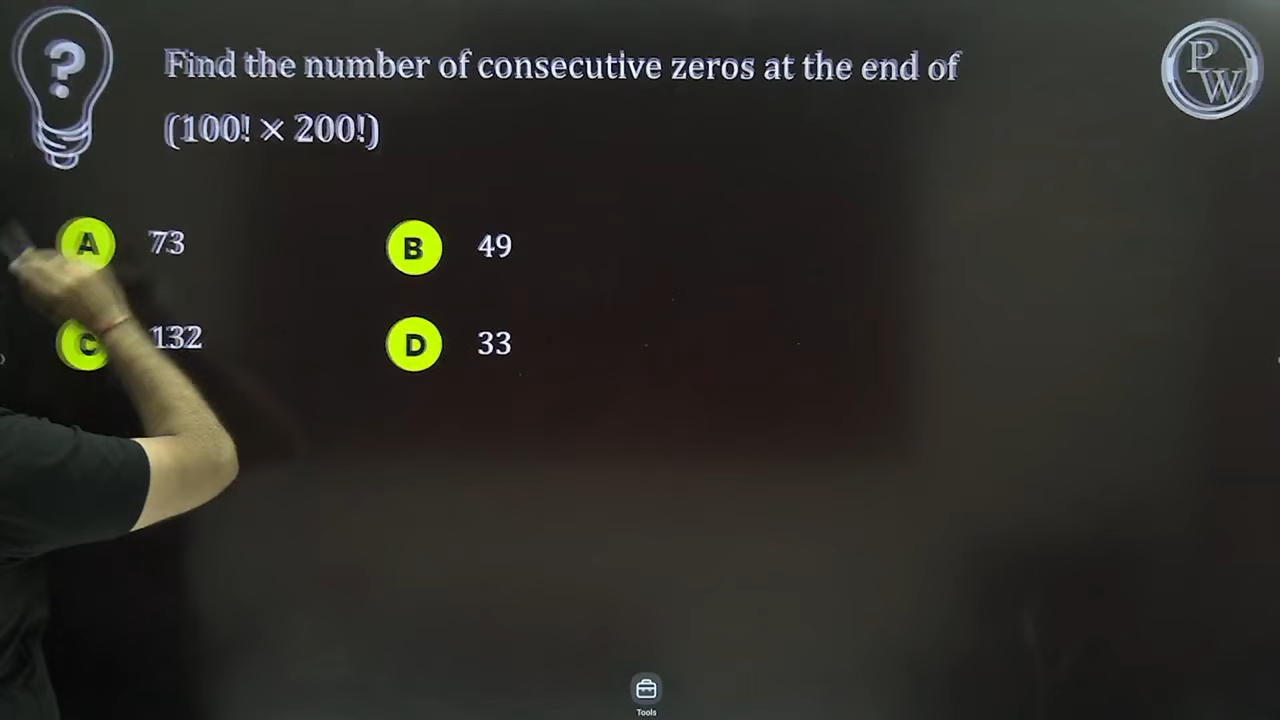 ?
Find the number of consecutive zeros at the end of
(100! × 200!)
PW
A 73
B 49
C 132
D 33
Tools